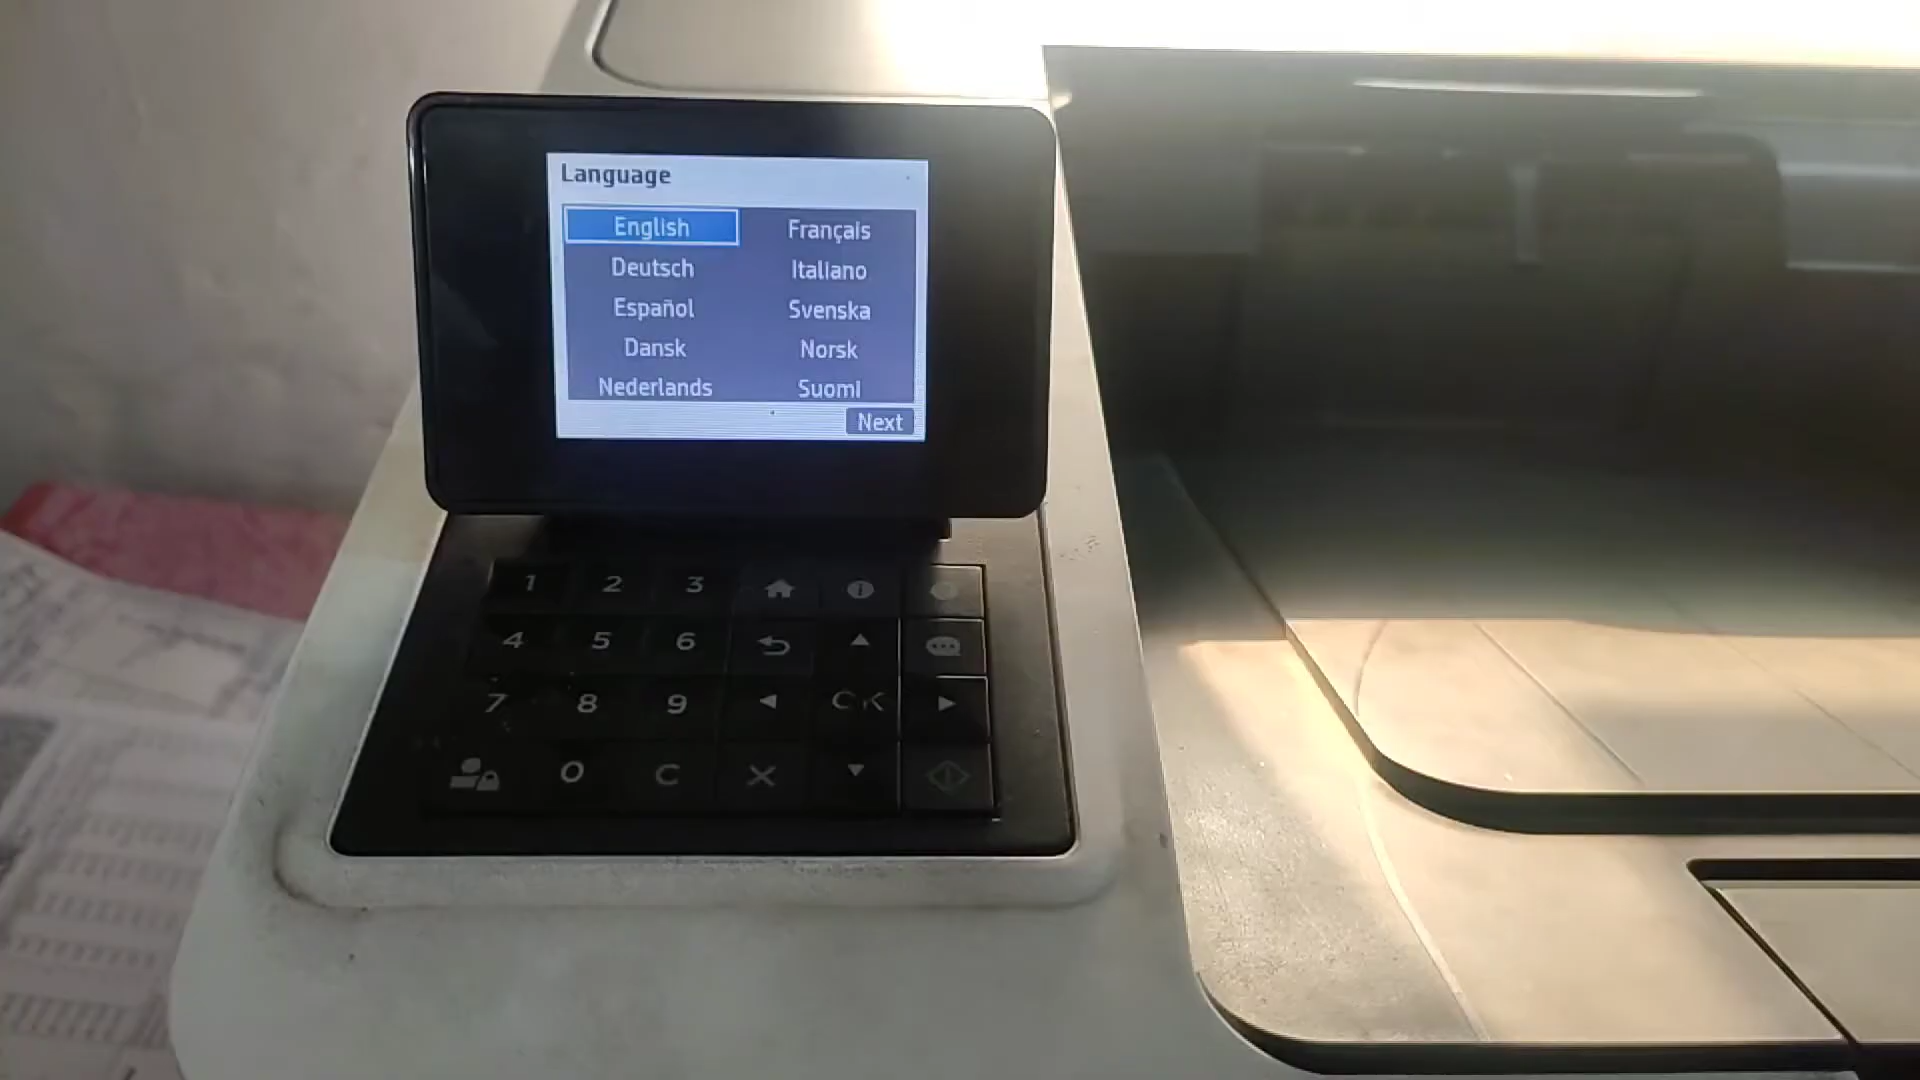 Language
English Français
Deutsch Italiano
Español Svenska
Dansk Norsk
Nederlands Suomi
Next
1 2 3
4 5 6
7 8 9 OK
0 C